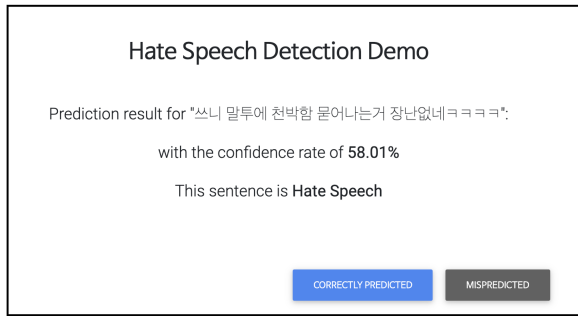 Hate Speech Detection Demo
Prediction result for "쓰니 말투에 천박함 묻어나는거 장난없네ㅋㅋㅋㅋ":
with the confidence rate of 58.01%
This sentence is Hate Speech
CORRECTLY PREDICTED MISPREDICTED